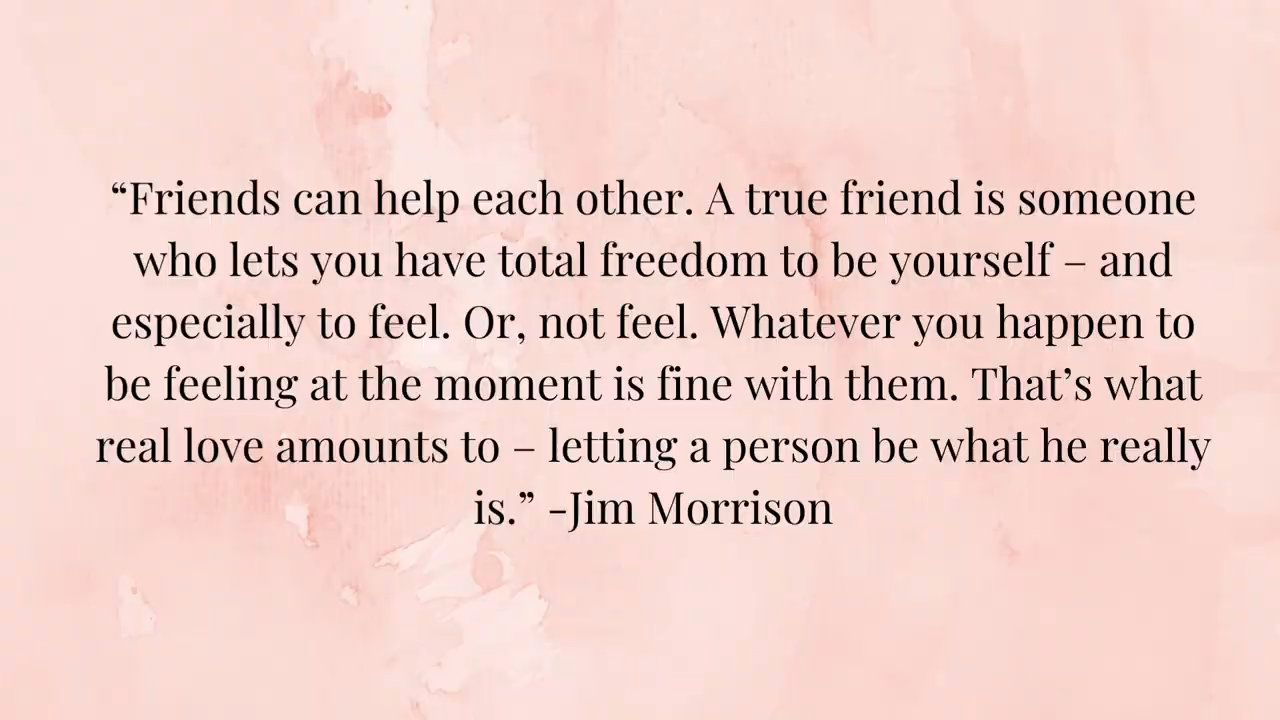 “Friends can help each other. A true friend is someone
who lets you have total freedom to be yourself – and
especially to feel. Or, not feel. Whatever you happen to
be feeling at the moment is fine with them. That’s what
real love amounts to – letting a person be what he really
is.” -Jim Morrison